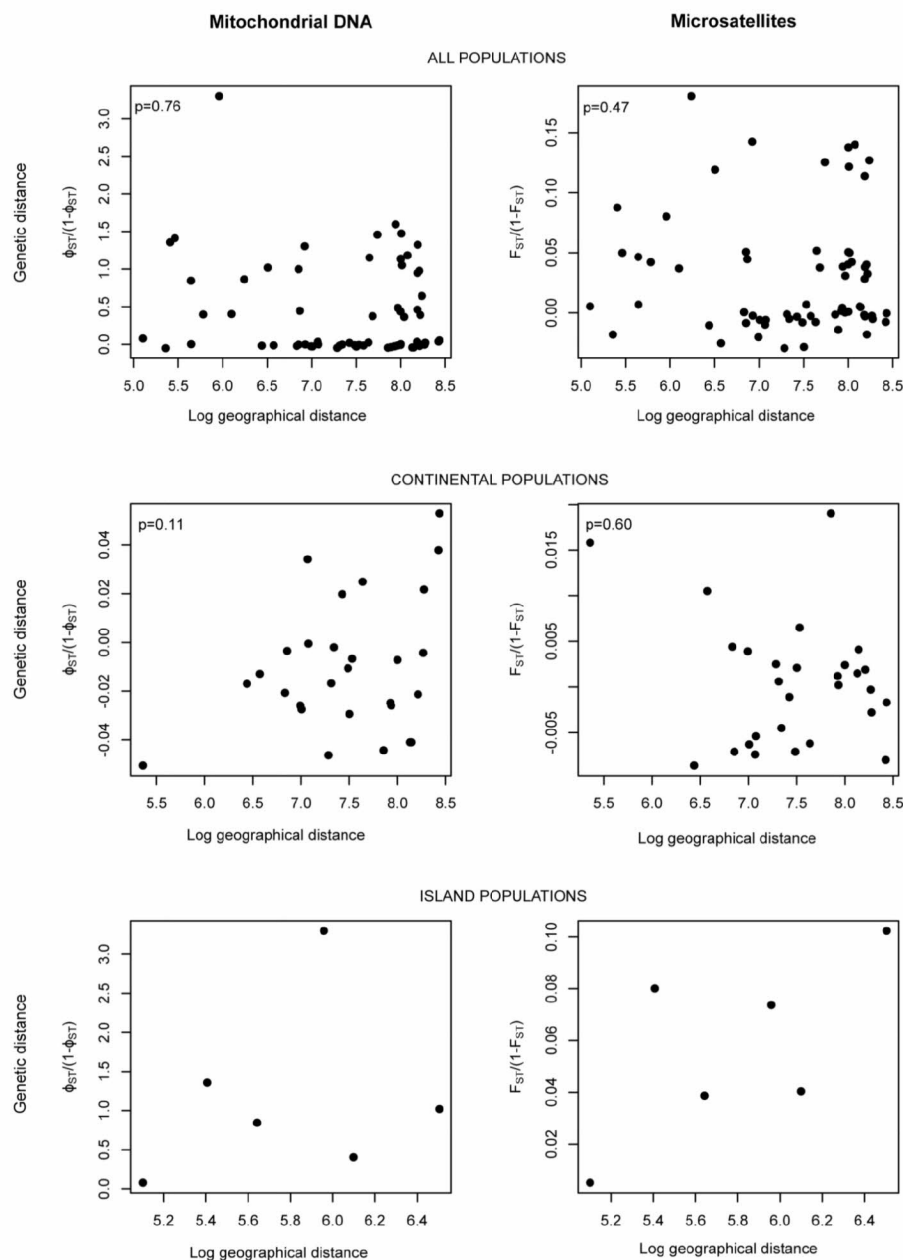 Mitochondrial DNA
Microsatellites
ALL POPULATIONS
Genetic distance
ϕST/(1-ϕST)
p=0.76
0.0 0.5 1.0 1.5 2.0 2.5 3.0
5.0 5.5 6.0 6.5 7.0 7.5 8.0 8.5
Log geographical distance
FST/(1-FST)
p=0.47
0.00 0.05 0.10 0.15
5.0 5.5 6.0 6.5 7.0 7.5 8.0 8.5
Log geographical distance
CONTINENTAL POPULATIONS
Genetic distance
ϕST/(1-ϕST)
p=0.11
-0.04 -0.02 0.00 0.02 0.04
5.5 6.0 6.5 7.0 7.5 8.0 8.5
Log geographical distance
FST/(1-FST)
p=0.60
-0.005 0.005 0.015
5.5 6.0 6.5 7.0 7.5 8.0 8.5
Log geographical distance
ISLAND POPULATIONS
Genetic distance
ϕST/(1-ϕST)
0.0 0.5 1.0 1.5 2.0 2.5 3.0
5.2 5.4 5.6 5.8 6.0 6.2 6.4
Log geographical distance
FST/(1-FST)
0.02 0.04 0.06 0.08 0.10
5.2 5.4 5.6 5.8 6.0 6.2 6.4
Log geographical distance